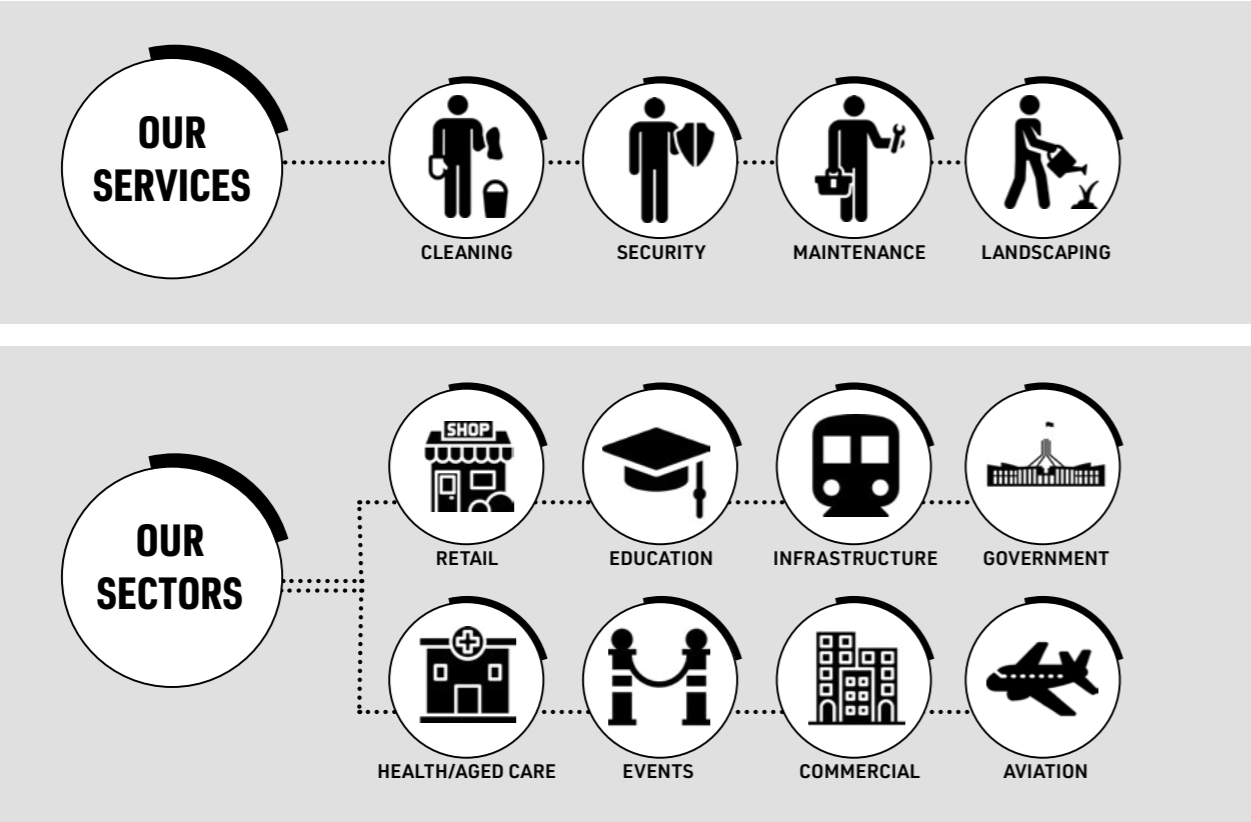 OUR
SERVICES
CLEANING
SECURITY
MAINTENANCE
LANDSCAPING
OUR
SECTORS
SHOP
RETAIL
EDUCATION
INFRASTRUCTURE
GOVERNMENT
HEALTH/AGED CARE
EVENTS
COMMERCIAL
AVIATION